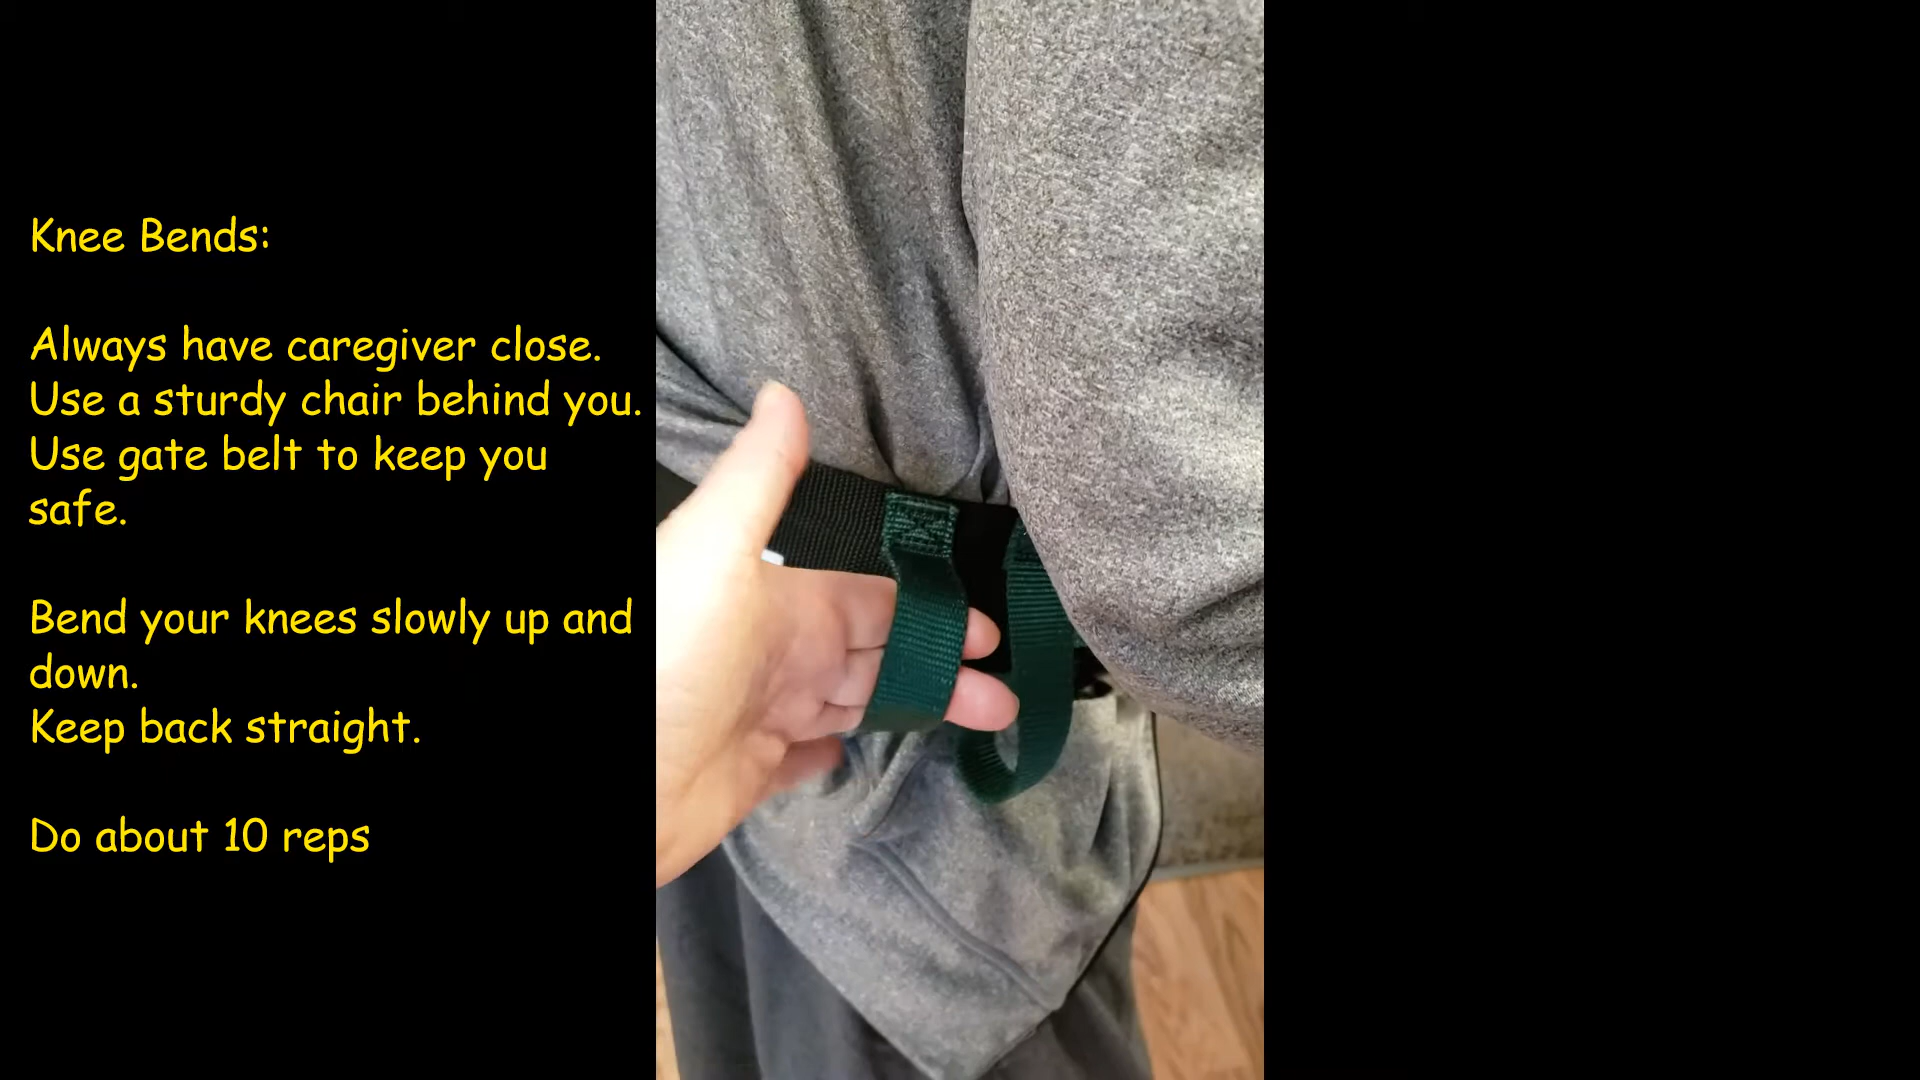 Knee Bends:
Always have caregiver close.
Use a sturdy chair behind you.
Use gate belt to keep you
safe.
Bend your knees slowly up and
down.
Keep back straight.
Do about 10 reps